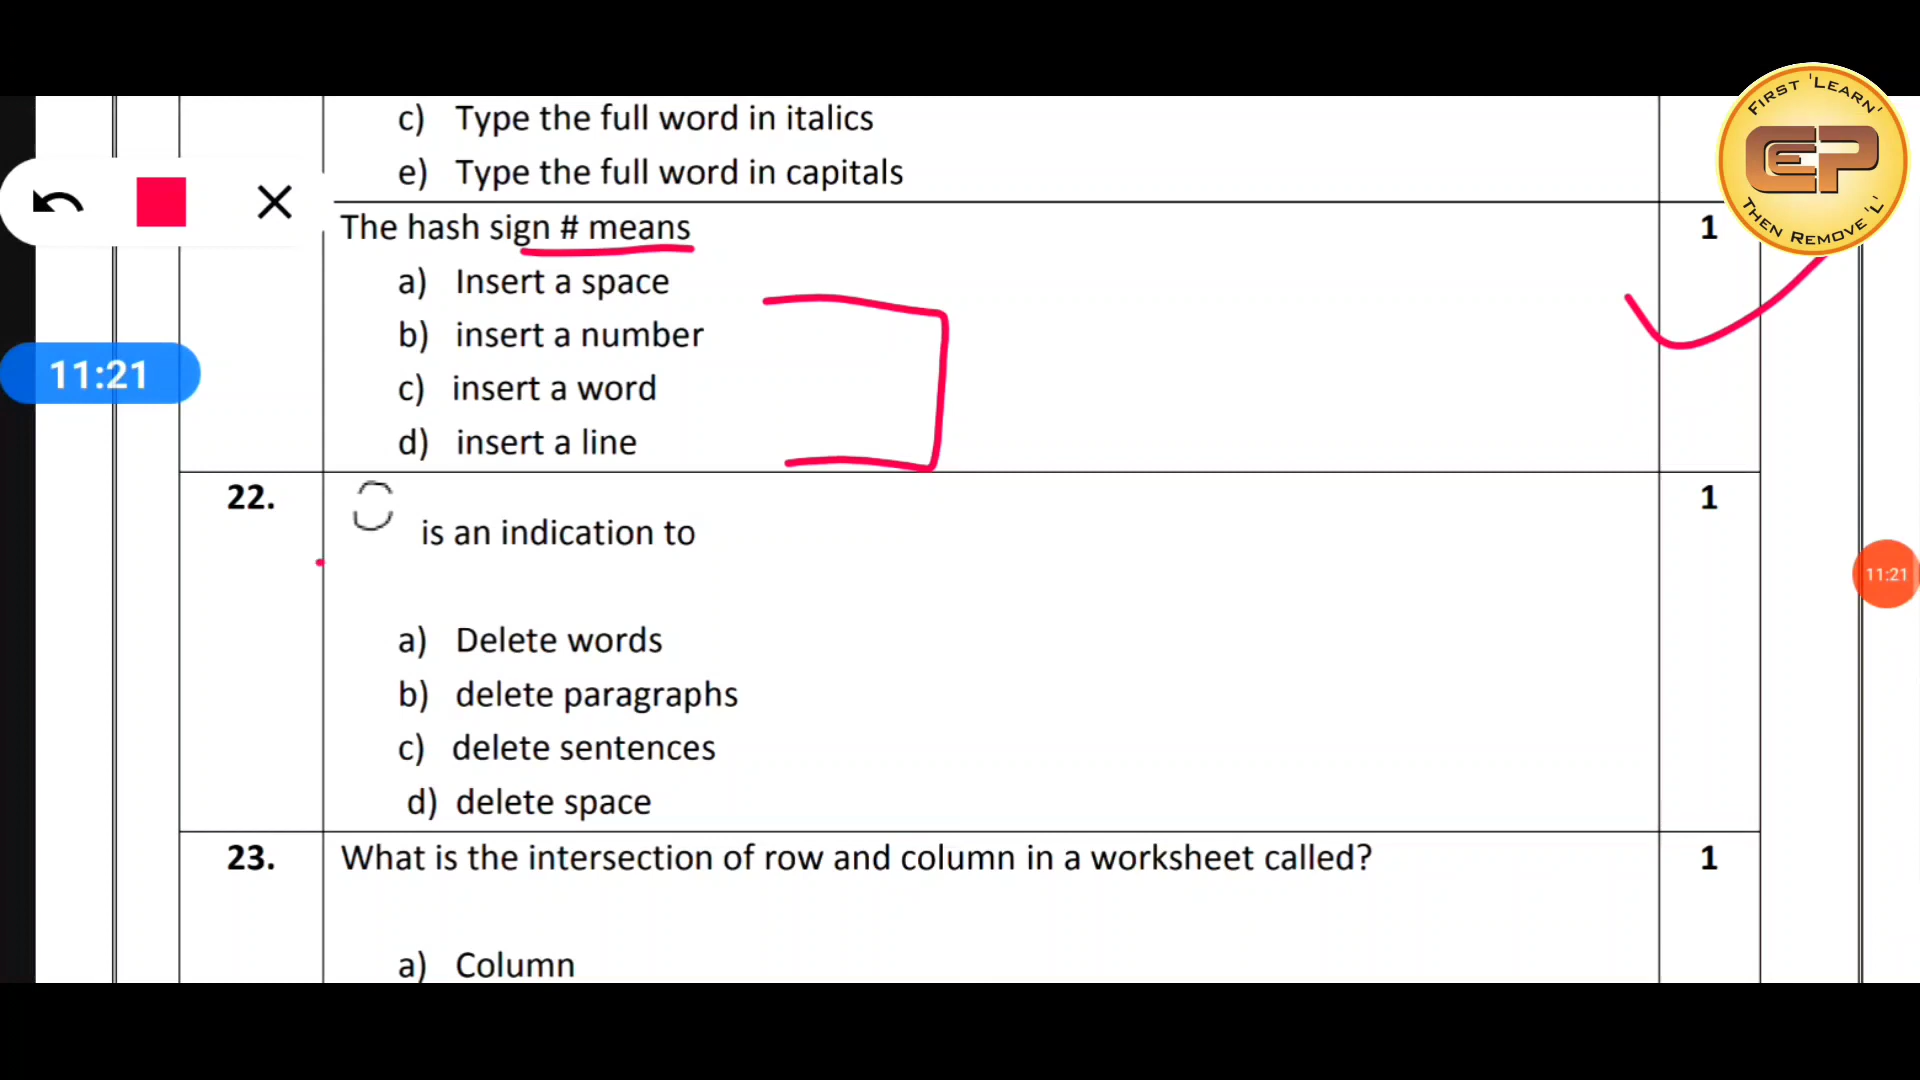 c) Type the full word in italics
e) Type the full word in capitals
The hash sign # means
1
a) Insert a space
b) insert a number
c) insert a word
d) insert a line
22.
is an indication to
1
a) Delete words
b) delete paragraphs
c) delete sentences
d) delete space
23.
What is the intersection of row and column in a worksheet called?
1
a) Column
11:21
11:21
FIRST 'LEARN'
EP
THEN REMOVE 'L'